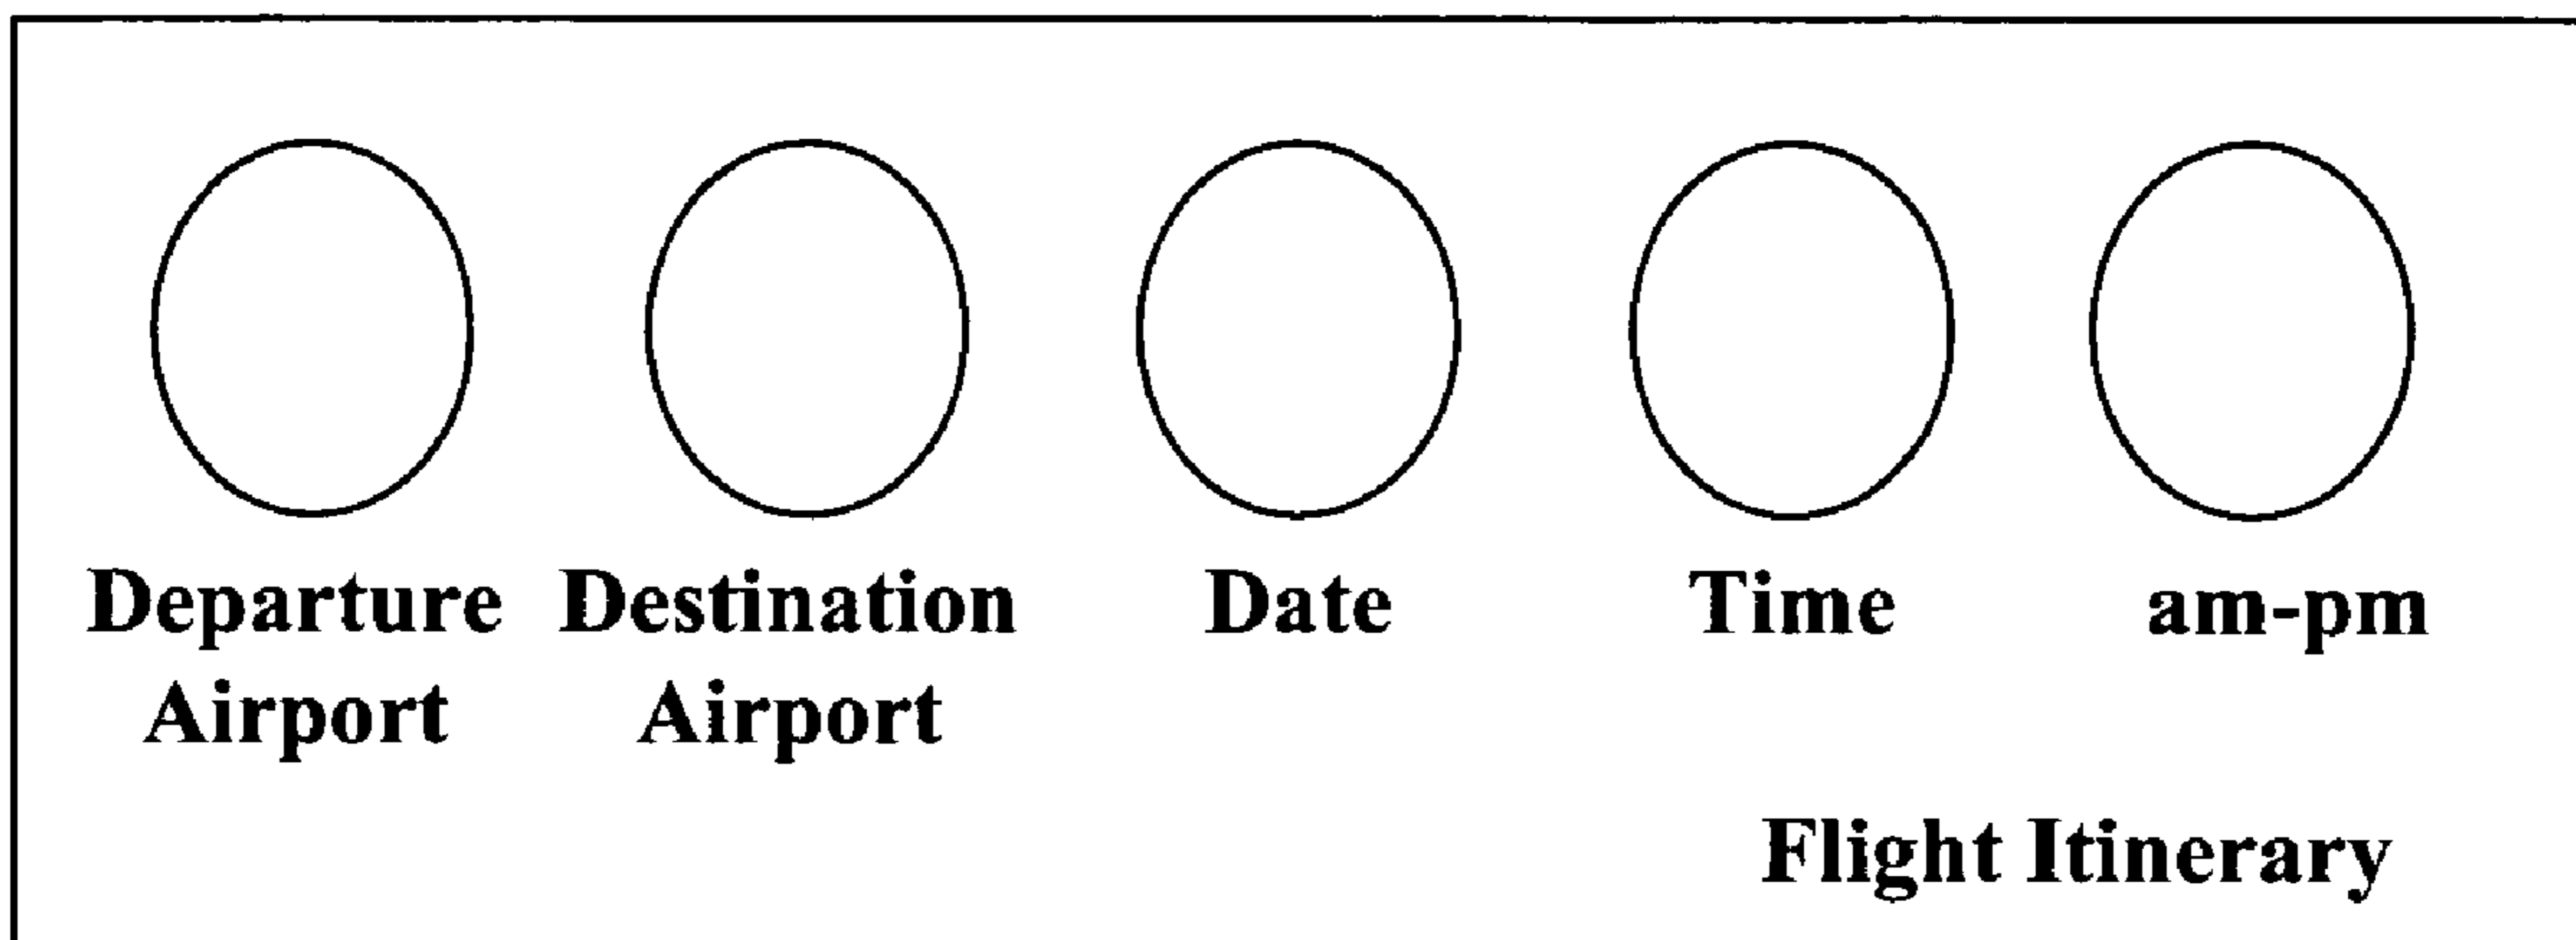 Departure Destination Date Time am-pm
Airport Airport
Flight Itinerary